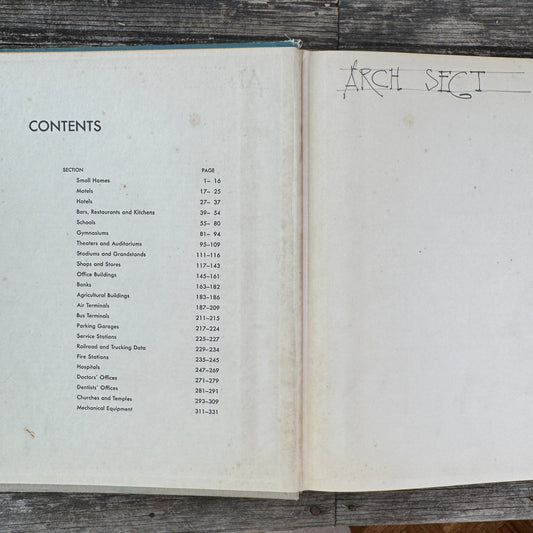 CONTENTS
SECTION PAGE
Small Homes 1– 16
Motels 17– 25
Hotels 27– 37
Bars, Restaurants and Kitchens 39– 54
Schools 55– 80
Gymnasiums 81– 94
Theaters and Auditoriums 95–109
Stadiums and Grandstands 111–116
Shops and Stores 117–143
Office Buildings 145–161
Banks 163–182
Agricultural Buildings 183–186
Air Terminals 187–209
Bus Terminals 211–215
Parking Garages 217–224
Service Stations 225–227
Railroad and Trucking Data 229–234
Fire Stations 235–245
Hospitals 247–269
Doctors' Offices 271–279
Dentists' Offices 281–291
Churches and Temples 293–309
Mechanical Equipment 311–331
ARCH SECT